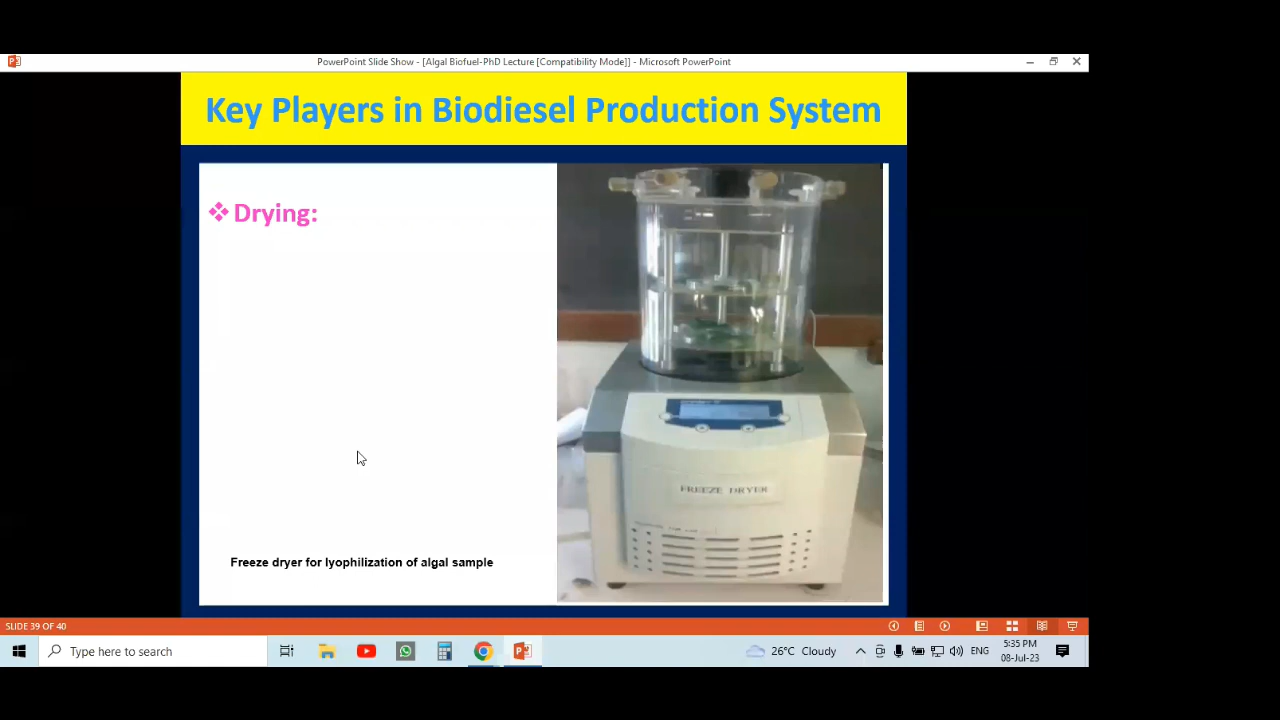 PowerPoint Slide Show - [Algal Biofuel-PhD Lecture [Compatibility Mode]] - Microsoft PowerPoint
Key Players in Biodiesel Production System
❖ Drying:
FREEZE DRYER
Freeze dryer for lyophilization of algal sample
SLIDE 39 OF 40
Type here to search
26°C Cloudy
ENG
5:35 PM
08-Jul-23